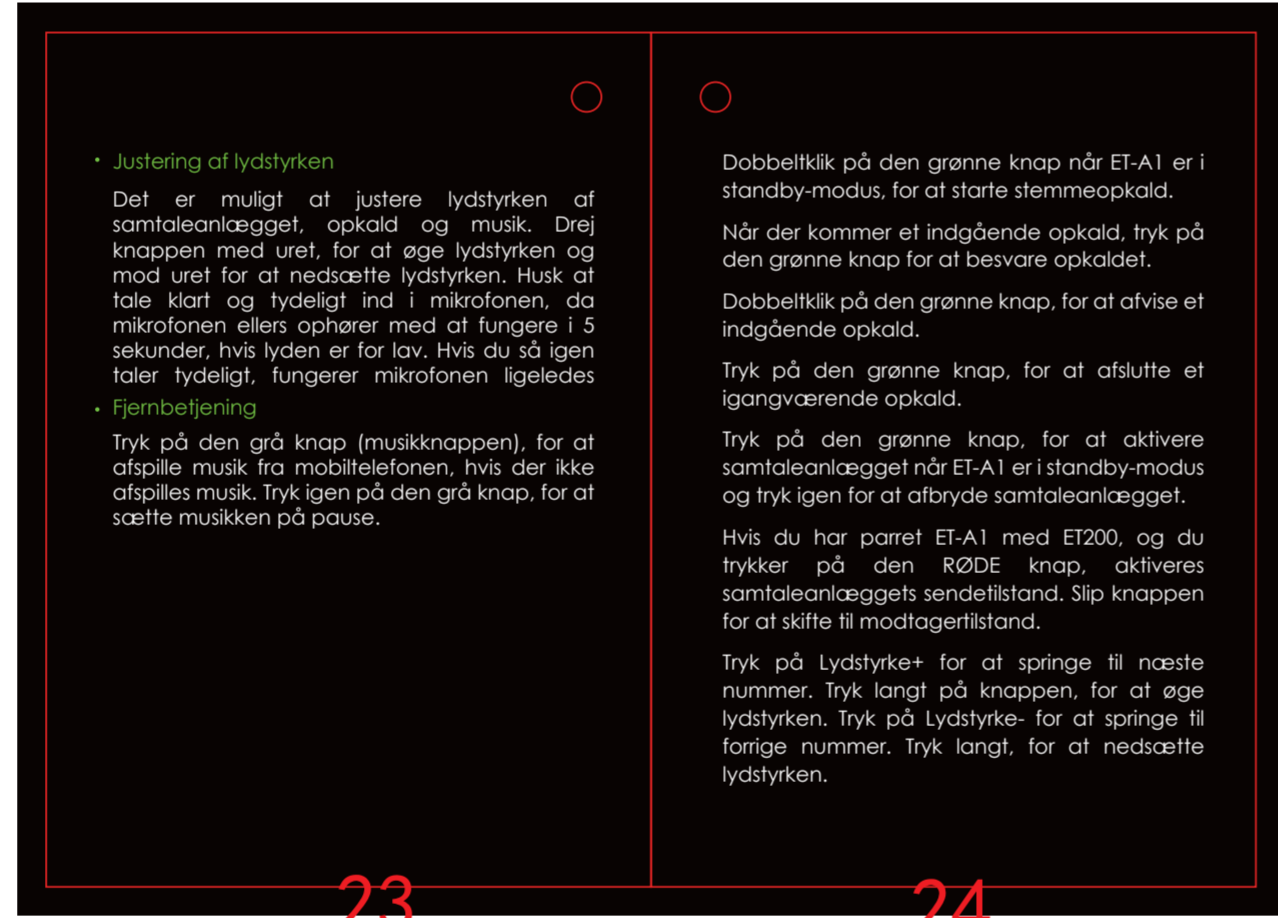 • Justering af lydstyrken
Det er muligt at justere lydstyrken af
samtaleanlægget, opkald og musik. Drej
knappen med uret, for at øge lydstyrken og
mod uret for at nedsætte lydstyrken. Husk at
tale klart og tydeligt ind i mikrofonen, da
mikrofonen ellers ophører med at fungere i 5
sekunder, hvis lyden er for lav. Hvis du så igen
taler tydeligt, fungerer mikrofonen ligeledes
• Fjernbetjening
Tryk på den grå knap (musikknappen), for at
afspille musik fra mobiltelefonen, hvis der ikke
afspilles musik. Tryk igen på den grå knap, for at
sætte musikken på pause.
23
Dobbeltklik på den grønne knap når ET-A1 er i
standby-modus, for at starte stemmeopkald.
Når der kommer et indgående opkald, tryk på
den grønne knap for at besvare opkaldet.
Dobbeltklik på den grønne knap, for at afvise et
indgående opkald.
Tryk på den grønne knap, for at afslutte et
igangværende opkald.
Tryk på den grønne knap, for at aktivere
samtaleanlægget når ET-A1 er i standby-modus
og tryk igen for at afbryde samtaleanlægget.
Hvis du har parret ET-A1 med ET200, og du
trykker på den RØDE knap, aktiveres
samtaleanlæggets sendetilstand. Slip knappen
for at skifte til modtagertilstand.
Tryk på Lydstyrke+ for at springe til næste
nummer. Tryk langt på knappen, for at øge
lydstyrken. Tryk på Lydstyrke- for at springe til
forrige nummer. Tryk langt, for at nedsætte
lydstyrken.
24